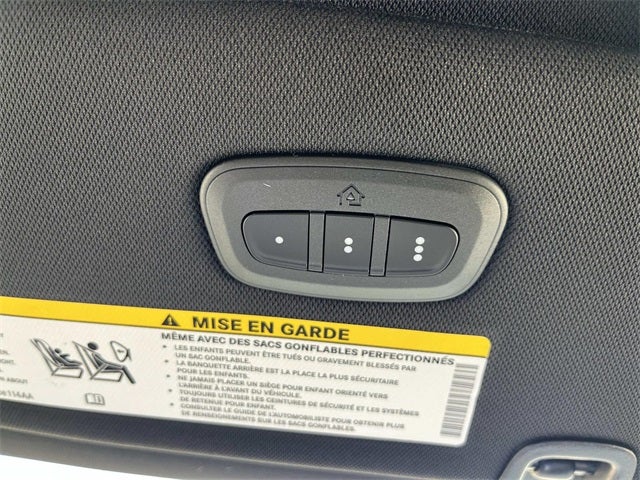 MISE EN GARDE
MÊME AVEC DES SACS GONFLABLES PERFECTIONNÉS
• LES ENFANTS PEUVENT ÊTRE TUÉS OU GRAVEMENT BLESSÉS PAR
UN SAC GONFLABLE.
• LA BANQUETTE ARRIÈRE EST LA PLACE LA PLUS SÉCURITAIRE
POUR LES ENFANTS.
• NE JAMAIS PLACER UN SIÈGE POUR ENFANT ORIENTÉ VERS
L'ARRIÈRE À L'AVANT DU VÉHICULE.
• TOUJOURS UTILISER LES CEINTURES DE SÉCURITÉ ET LES SYSTÈMES
DE RETENUE POUR ENFANT.
• CONSULTER LE GUIDE DE L'AUTOMOBILISTE POUR OBTENIR PLUS
DE RENSEIGNEMENTS SUR LES SACS GONFLABLES.
ABOUT